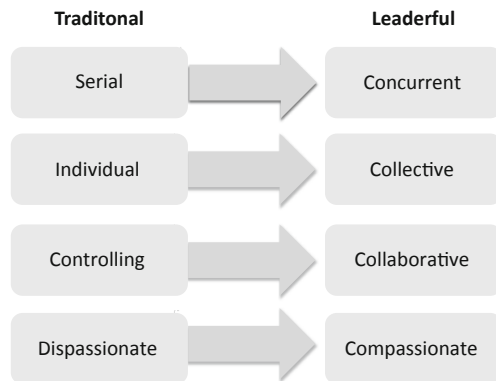 Traditonal Leaderful
Serial Concurrent
Individual Collective
Controlling Collaborative
Dispassionate Compassionate